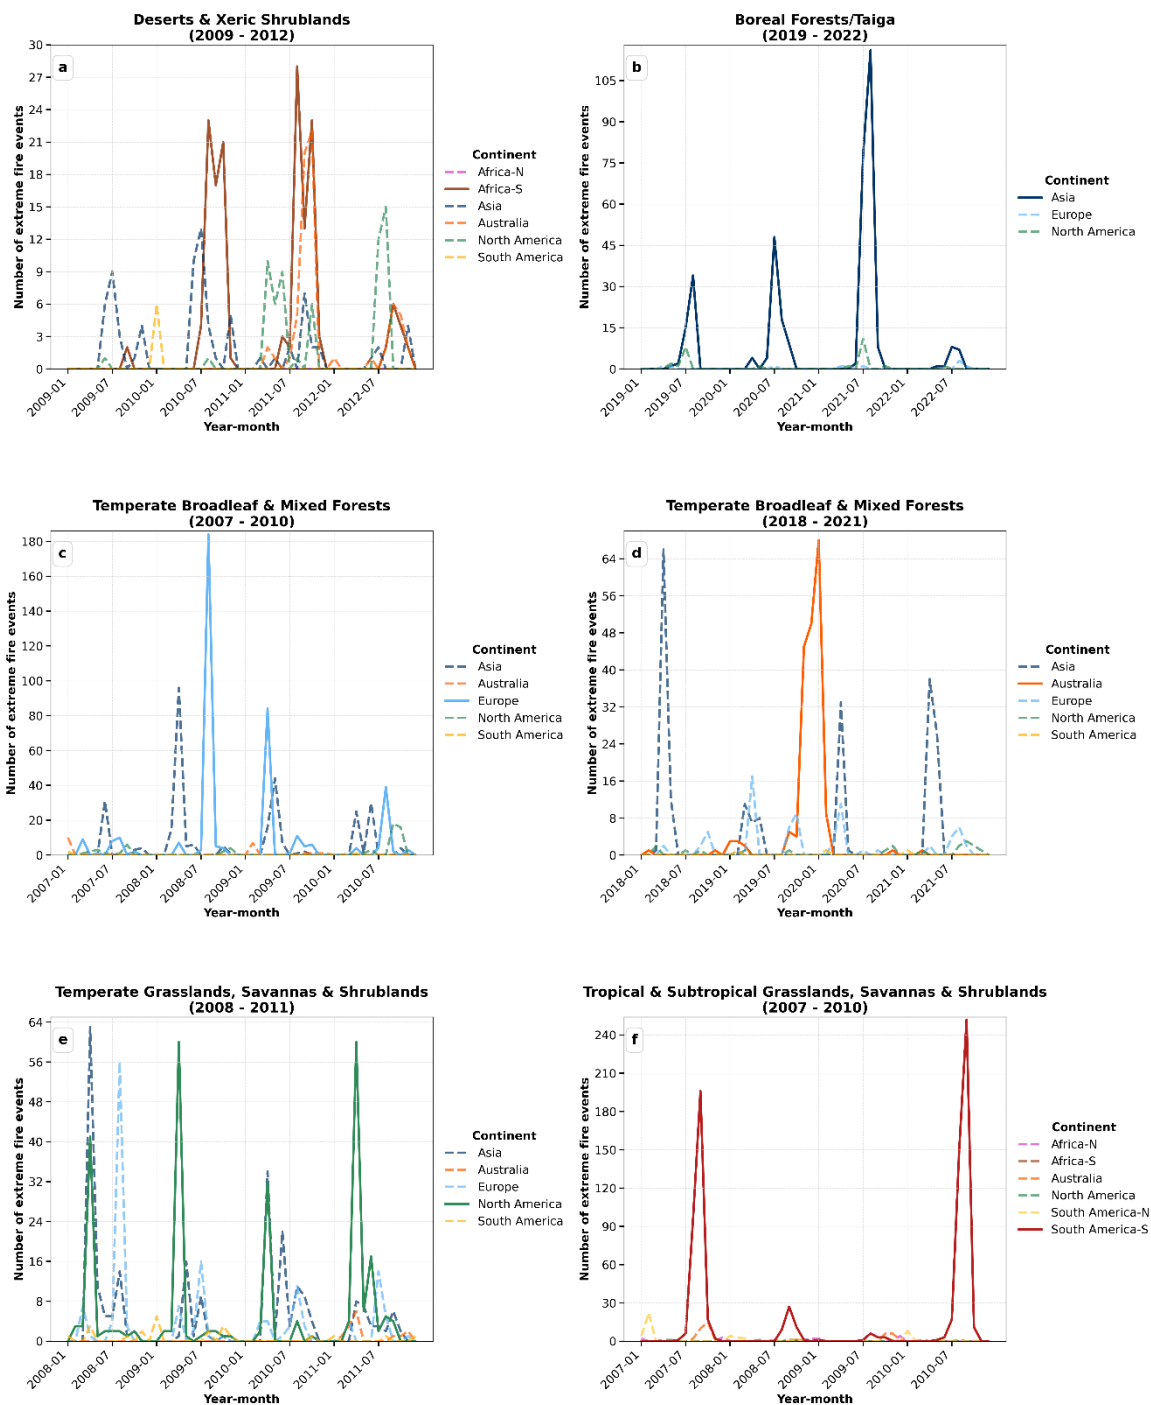 Deserts & Xeric Shrublands
(2009 - 2012)
a
Number of extreme fire events
30
27
24
21
18
15
12
9
6
3
0
2009-01
2009-07
2010-01
2010-07
2011-01
2011-07
2012-01
2012-07
Year-month
Continent
Africa-N
Africa-S
Asia
Australia
North America
South America
Boreal Forests/Taiga
(2019 - 2022)
b
Number of extreme fire events
105
90
75
60
45
30
15
0
2019-01
2019-07
2020-01
2020-07
2021-01
2021-07
2022-01
2022-07
Year-month
Continent
Asia
Europe
North America
Temperate Broadleaf & Mixed Forests
(2007 - 2010)
c
Number of extreme fire events
180
160
140
120
100
80
60
40
20
0
2007-01
2007-07
2008-01
2008-07
2009-01
2009-07
2010-01
2010-07
Year-month
Continent
Asia
Australia
Europe
North America
South America
Temperate Broadleaf & Mixed Forests
(2018 - 2021)
d
Number of extreme fire events
64
56
48
40
32
24
16
8
0
2018-01
2018-07
2019-01
2019-07
2020-01
2020-07
2021-01
2021-07
Year-month
Continent
Asia
Australia
Europe
North America
South America
Temperate Grasslands, Savannas & Shrublands
(2008 - 2011)
e
Number of extreme fire events
64
56
48
40
32
24
16
8
0
2008-01
2008-07
2009-01
2009-07
2010-01
2010-07
2011-01
2011-07
Year-month
Continent
Asia
Australia
Europe
North America
South America
Tropical & Subtropical Grasslands, Savannas & Shrublands
(2007 - 2010)
f
Number of extreme fire events
240
210
180
150
120
90
60
30
0
2007-01
2007-07
2008-01
2008-07
2009-01
2009-07
2010-01
2010-07
Year-month
Continent
Africa-N
Africa-S
Australia
North America
South America-N
South America-S